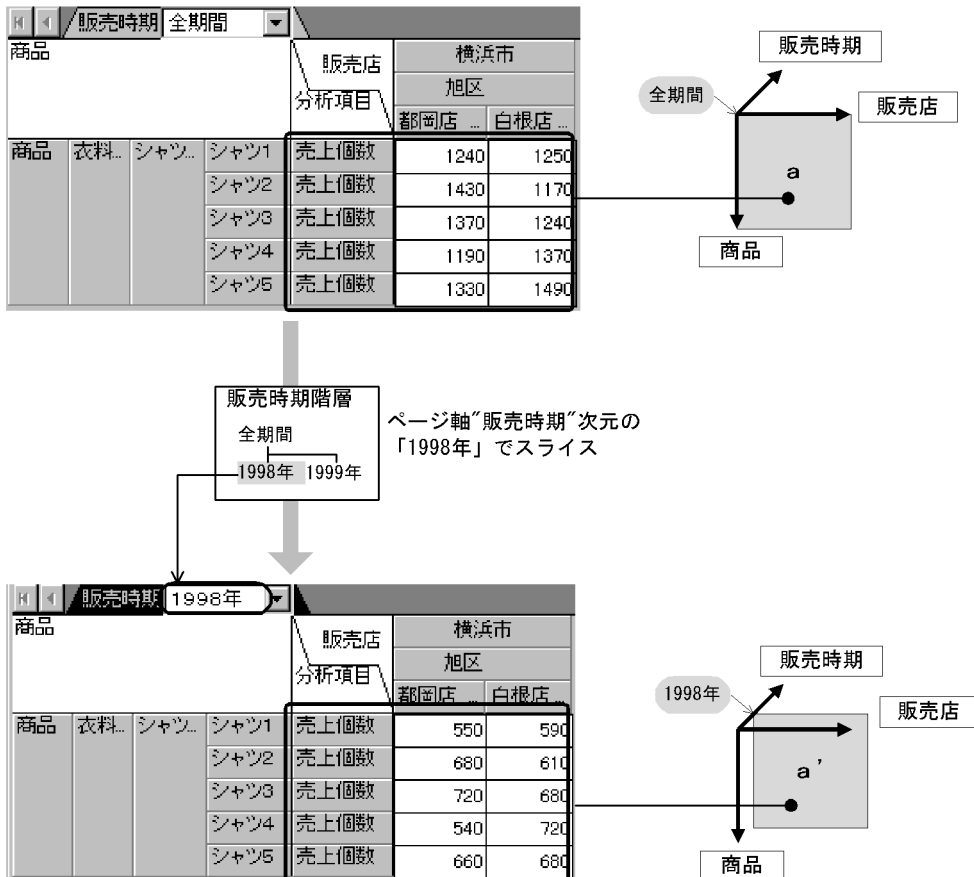 販売時期 全期間
商品
販売店
分析項目
横浜市
旭区
都岡店 ... 白根店 ...
商品 衣料... シャツ... シャツ1 売上個数 1240 1250
シャツ2 売上個数 1430 1170
シャツ3 売上個数 1370 1240
シャツ4 売上個数 1190 1370
シャツ5 売上個数 1330 1490
販売時期
全期間
販売店
a
商品
販売時期階層
全期間
1998年 1999年
ページ軸"販売時期"次元の
「1998年」でスライス
販売時期 1998年
商品
販売店
分析項目
横浜市
旭区
都岡店 ... 白根店 ...
商品 衣料... シャツ... シャツ1 売上個数 550 590
シャツ2 売上個数 680 610
シャツ3 売上個数 720 680
シャツ4 売上個数 540 720
シャツ5 売上個数 660 680
販売時期
1998年
販売店
a'
商品